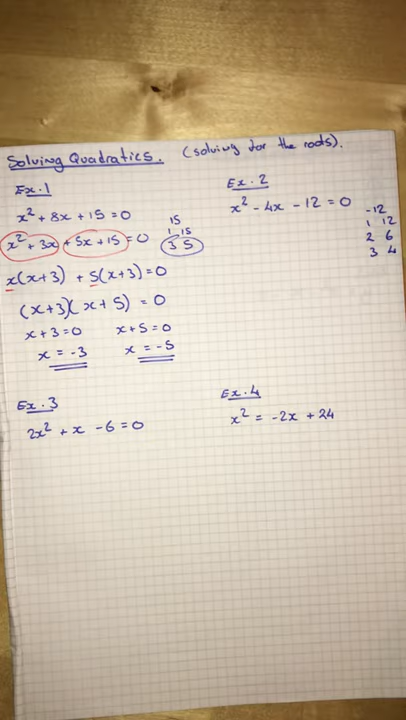 Solving Quadratics. (solving for the roots).
Ex.1
x² + 8x + 15 = 0
15
1 15
3 5
x² + 3x + 5x + 15 = 0
x(x+3) + 5(x+3) = 0
(x+3)(x+5) = 0
x+3=0 x+5=0
x = -3 x = -5
Ex.2
x² - 4x - 12 = 0
-12
1 12
2 6
3 4
Ex.3
2x² + x - 6 = 0
Ex.4
x² = -2x + 24